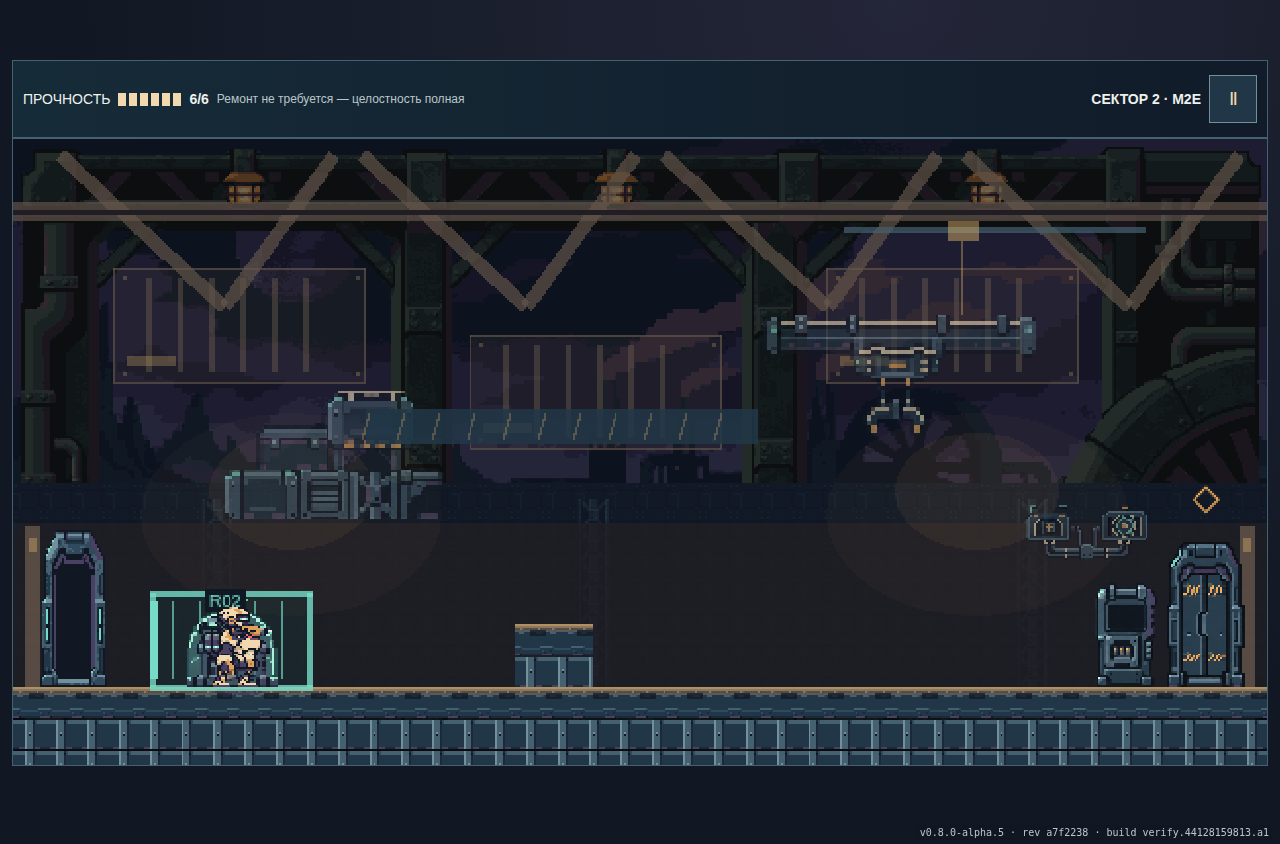 ПРОЧНОСТЬ 6/6 Ремонт не требуется — целостность полная
СЕКТОР 2 · M2E
R02
v0.8.0-alpha.5 · rev a7f2238 · build verify.44128159813.a1